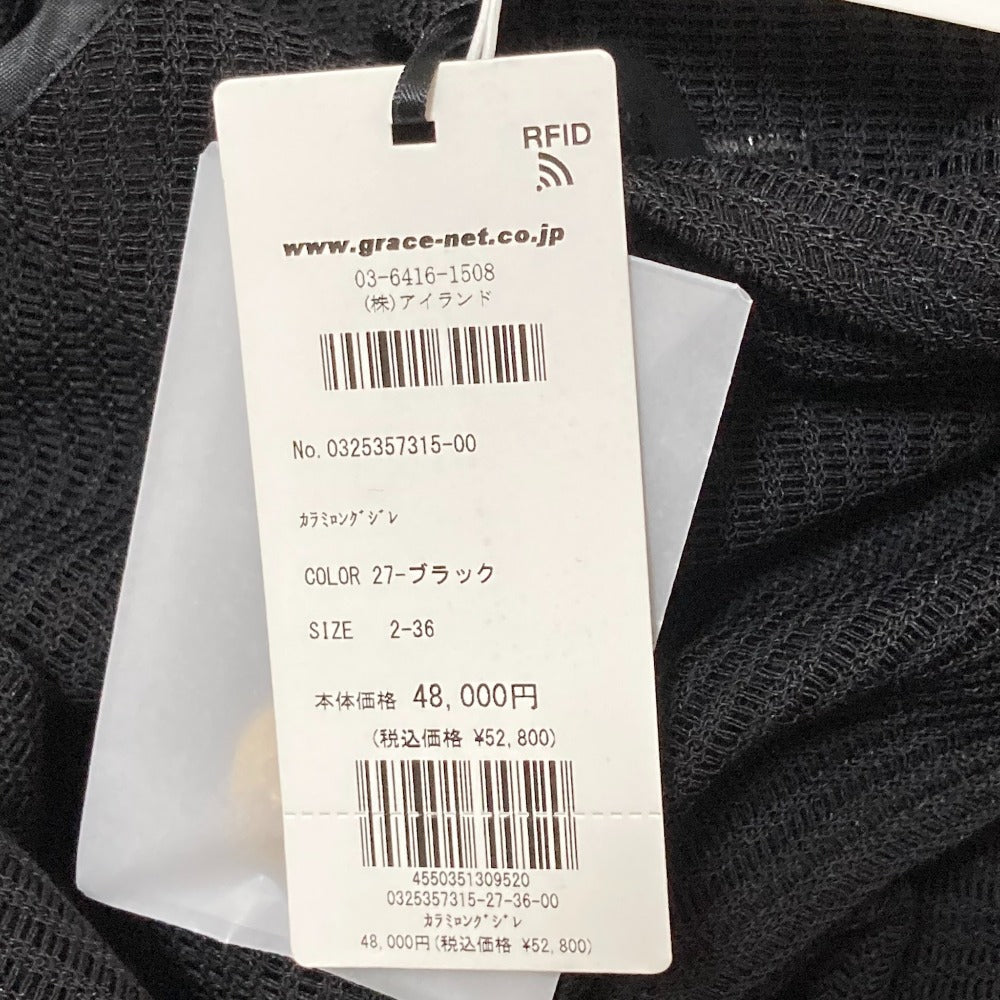 RFID
www.grace-net.co.jp
03-6416-1508
(株)アイランド
No. 0325357315-00
ｶﾗﾐﾛﾝｸﾞｼﾞﾚ
COLOR 27-ブラック
SIZE 2-36
本体価格 48,000円
(税込価格 ¥52,800)
4550351309520
0325357315-27-36-00
ｶﾗﾐﾛﾝｸﾞｼﾞﾚ
48,000円(税込価格 ¥52,800)